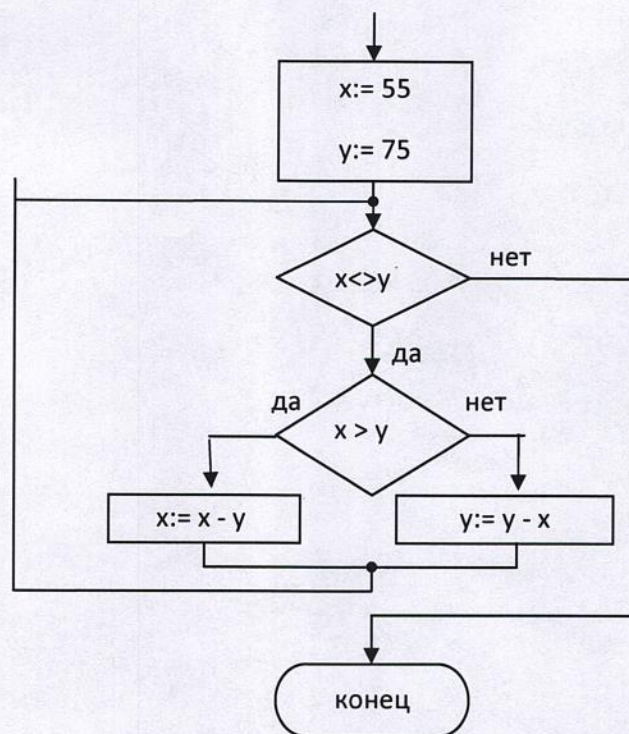 x:= 55
y:= 75
x<>y
нет
да
да
нет
x > y
x:= x - y
y:= y - x
конец